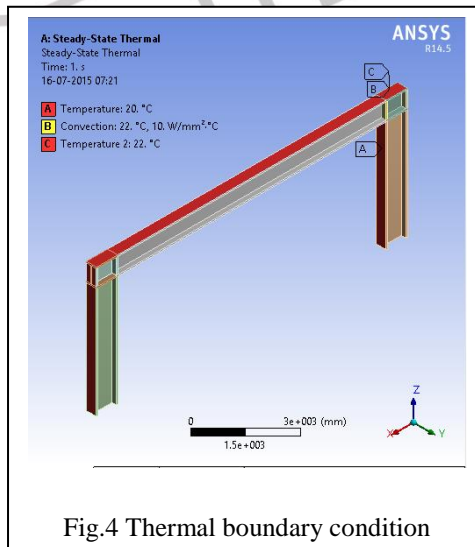 A: Steady-State Thermal
Steady-State Thermal
Time: 1. s
16-07-2015 07:21
A Temperature: 20. °C
B Convection: 22. °C, 10. W/mm²·°C
C Temperature 2: 22. °C
ANSYS
R14.5
C
B
A
0 3e+003 (mm)
1.5e+003
Z
X Y
Fig.4 Thermal boundary condition